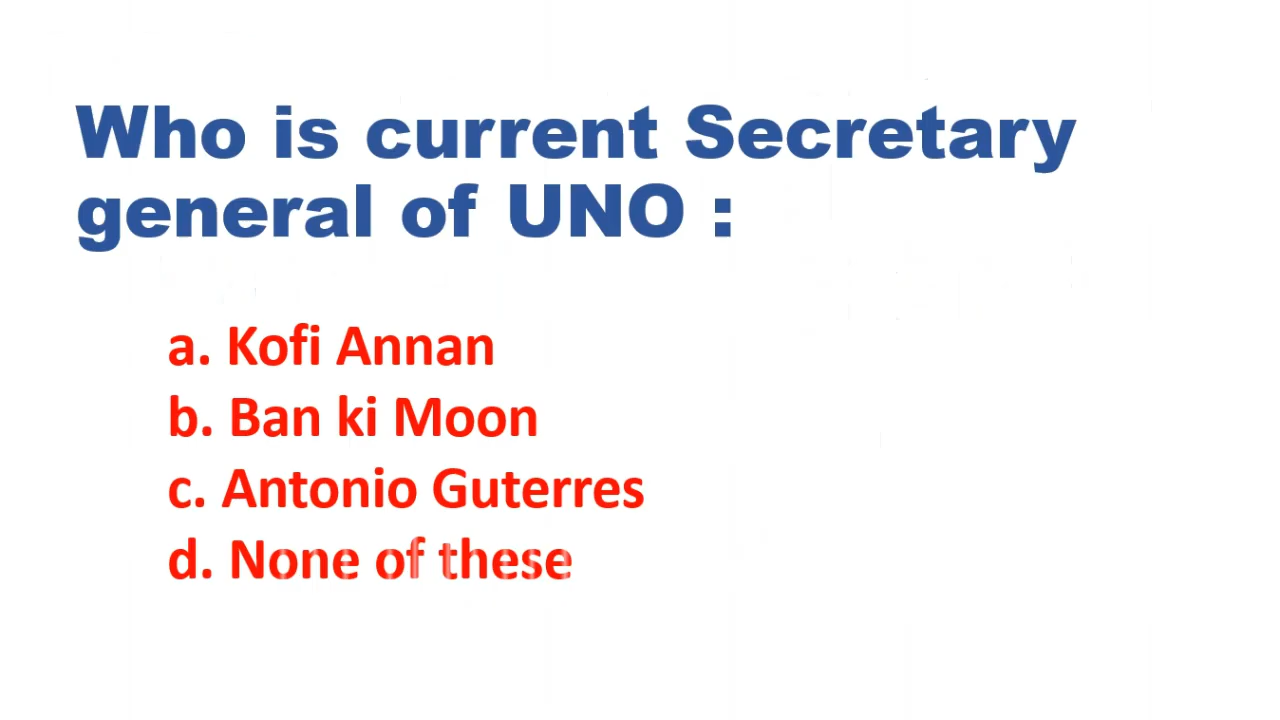 Who is current Secretary
general of UNO :
a. Kofi Annan
b. Ban ki Moon
c. Antonio Guterres
d. None of these